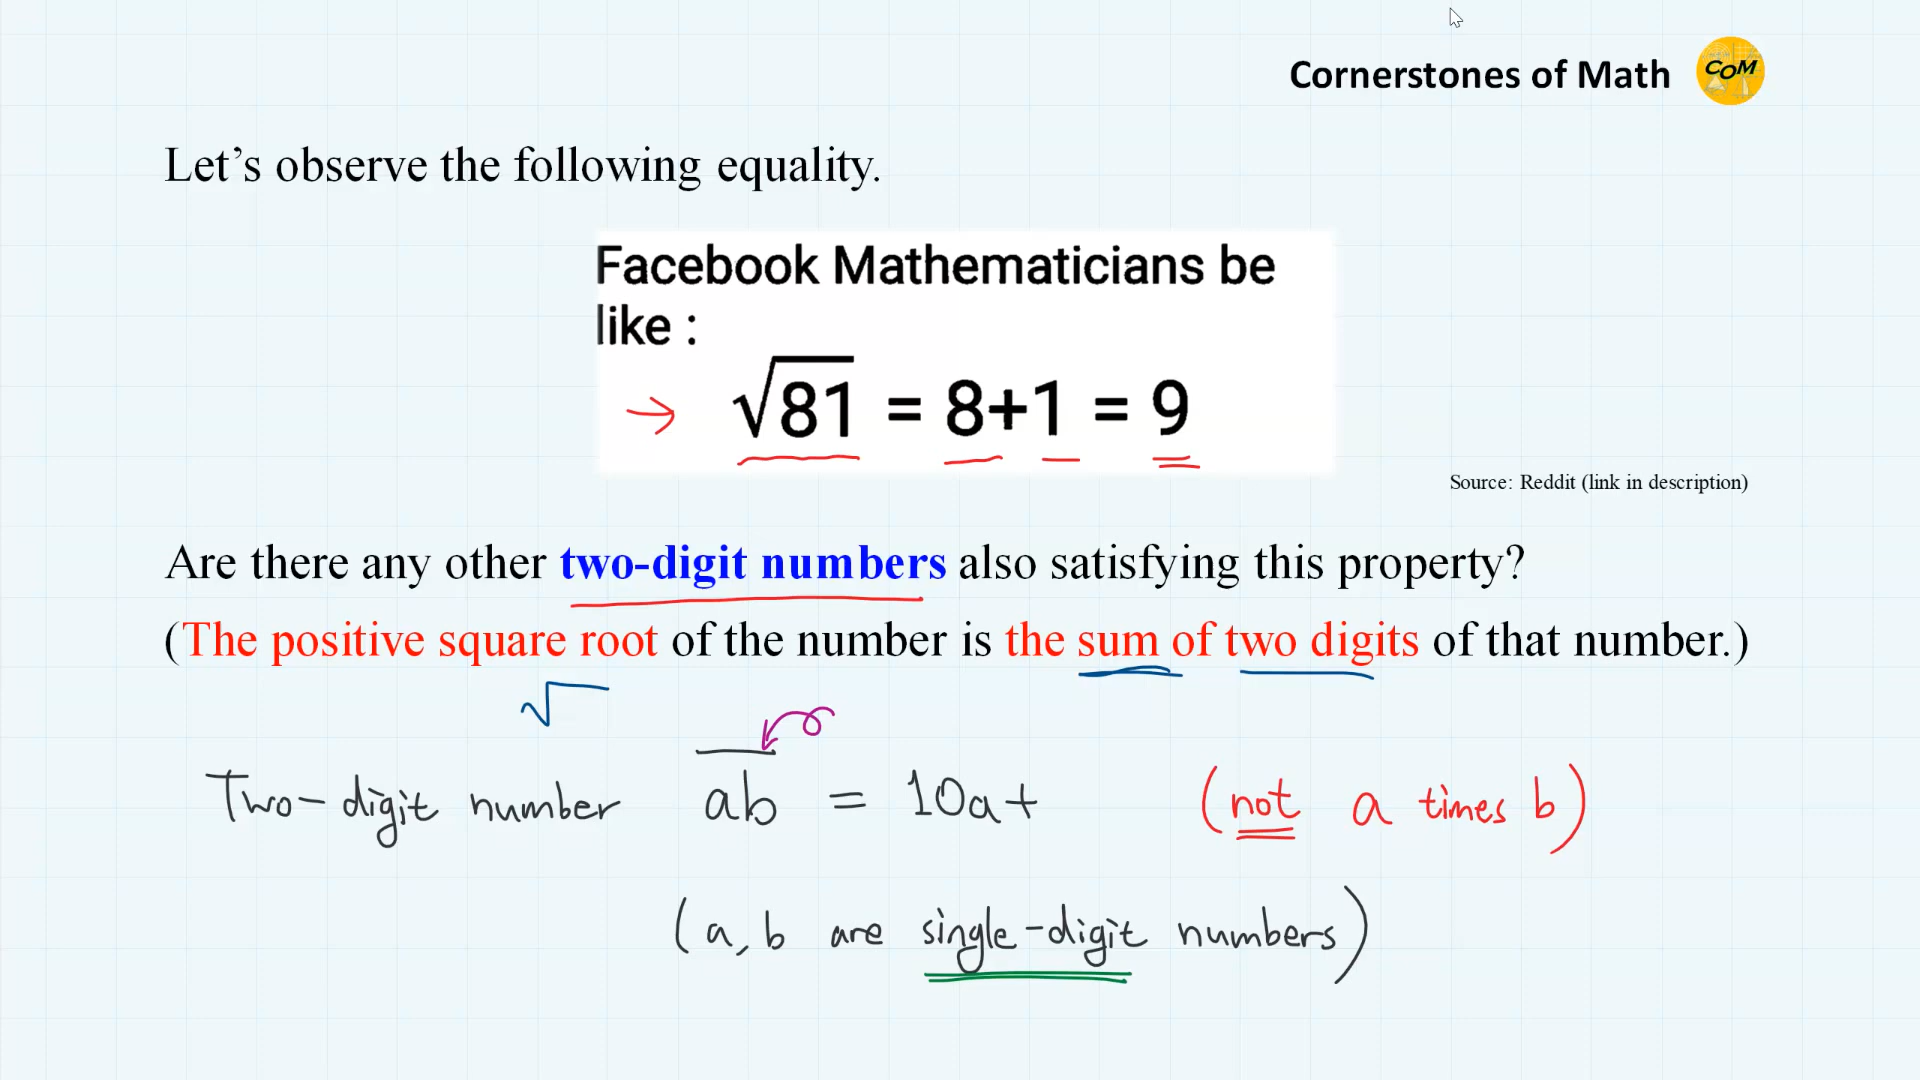 Cornerstones of Math COM
Let's observe the following equality.
Facebook Mathematicians be
like :
→ √81 = 8+1 = 9
Source: Reddit (link in description)
Are there any other two-digit numbers also satisfying this property?
(The positive square root of the number is the sum of two digits of that number.)
√
Two-digit number ab = 10a+ (not a times b)
(a, b are single-digit numbers)